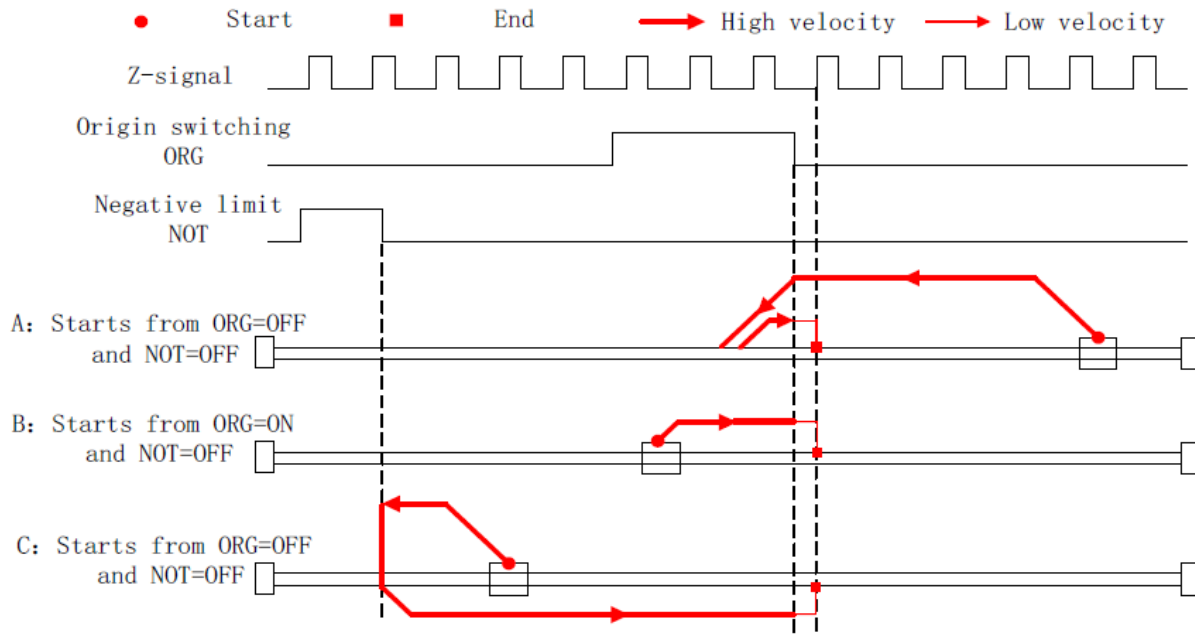 Start End High velocity Low velocity
Z-signal
Origin switching
ORG
Negative limit
NOT
A: Starts from ORG=OFF
and NOT=OFF
B: Starts from ORG=ON
and NOT=OFF
C: Starts from ORG=OFF
and NOT=OFF